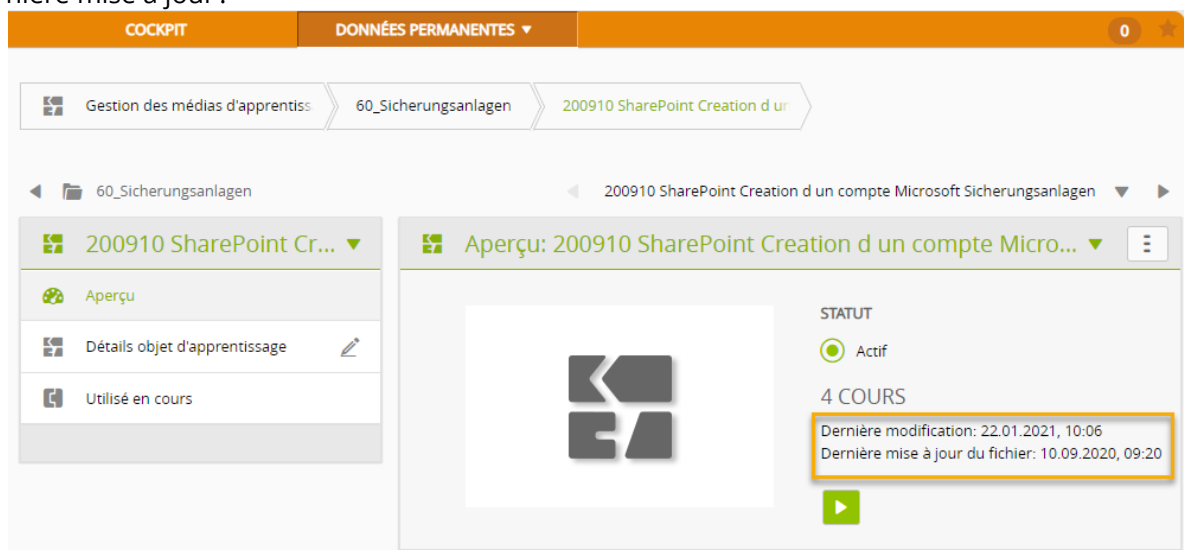 nière mise à jour :
COCKPIT DONNÉES PERMANENTES ▼ 0
Gestion des médias d'apprentiss 60_Sicherungsanlagen 200910 SharePoint Creation d un
60_Sicherungsanlagen 200910 SharePoint Creation d un compte Microsoft Sicherungsanlagen
200910 SharePoint Cr...
Aperçu: 200910 SharePoint Creation d un compte Micro...
Aperçu
Détails objet d'apprentissage
Utilisé en cours
STATUT
Actif
4 COURS
Dernière modification: 22.01.2021, 10:06
Dernière mise à jour du fichier: 10.09.2020, 09:20